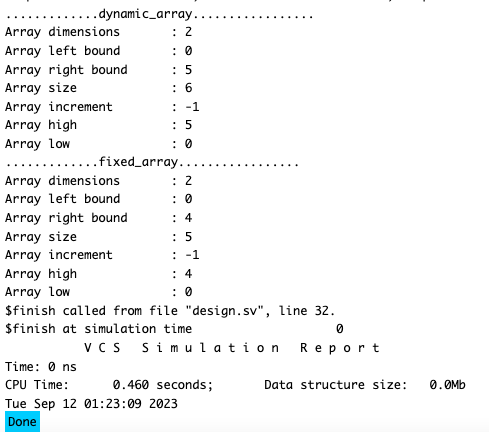 .............dynamic_array.................
Array dimensions       : 2
Array left bound       : 0
Array right bound      : 5
Array size             : 6
Array increment        : -1
Array high             : 5
Array low              : 0
.............fixed_array.................
Array dimensions       : 2
Array left bound       : 0
Array right bound      : 4
Array size             : 5
Array increment        : -1
Array high             : 4
Array low              : 0
$finish called from file "design.sv", line 32.
$finish at simulation time                    0
           V C S   S i m u l a t i o n   R e p o r t
Time: 0 ns
CPU Time:      0.460 seconds;       Data structure size:   0.0Mb
Tue Sep 12 01:23:09 2023
Done